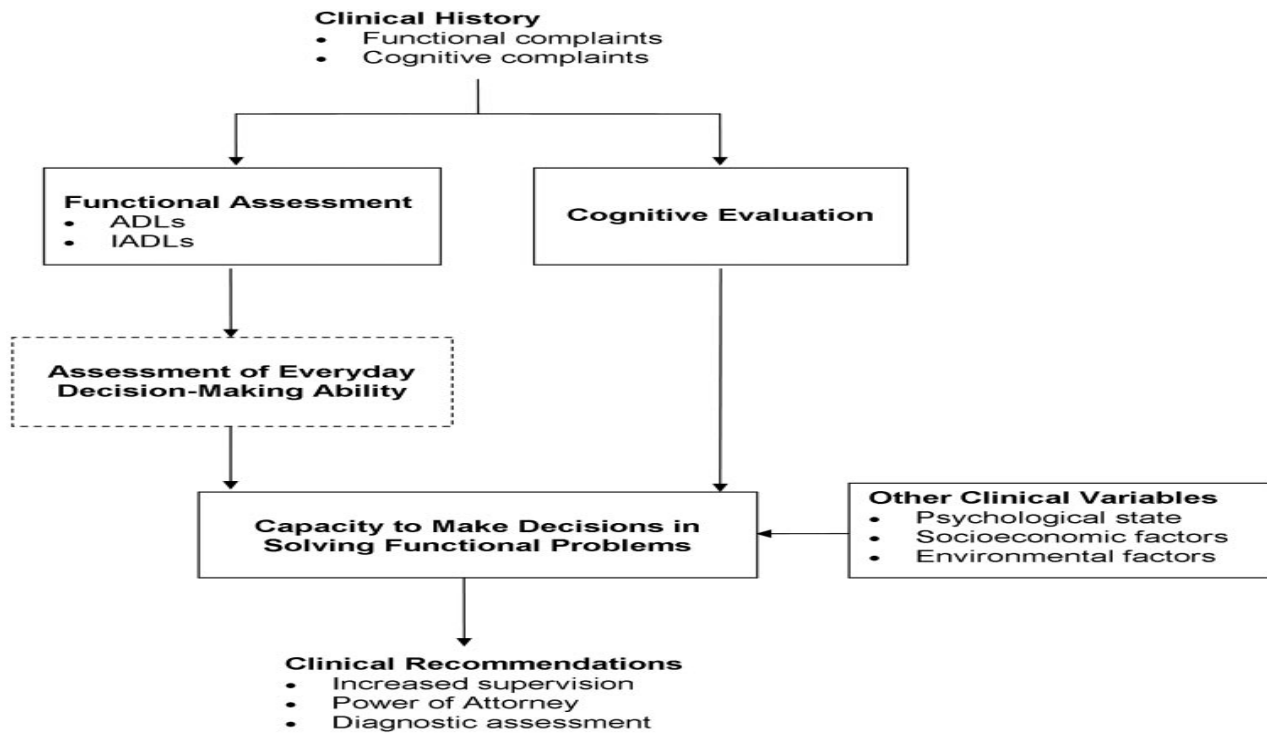 Clinical History
• Functional complaints
• Cognitive complaints
Functional Assessment
• ADLs
• IADLs
Cognitive Evaluation
Assessment of Everyday
Decision-Making Ability
Capacity to Make Decisions in
Solving Functional Problems
Other Clinical Variables
• Psychological state
• Socioeconomic factors
• Environmental factors
Clinical Recommendations
• Increased supervision
• Power of Attorney
• Diagnostic assessment